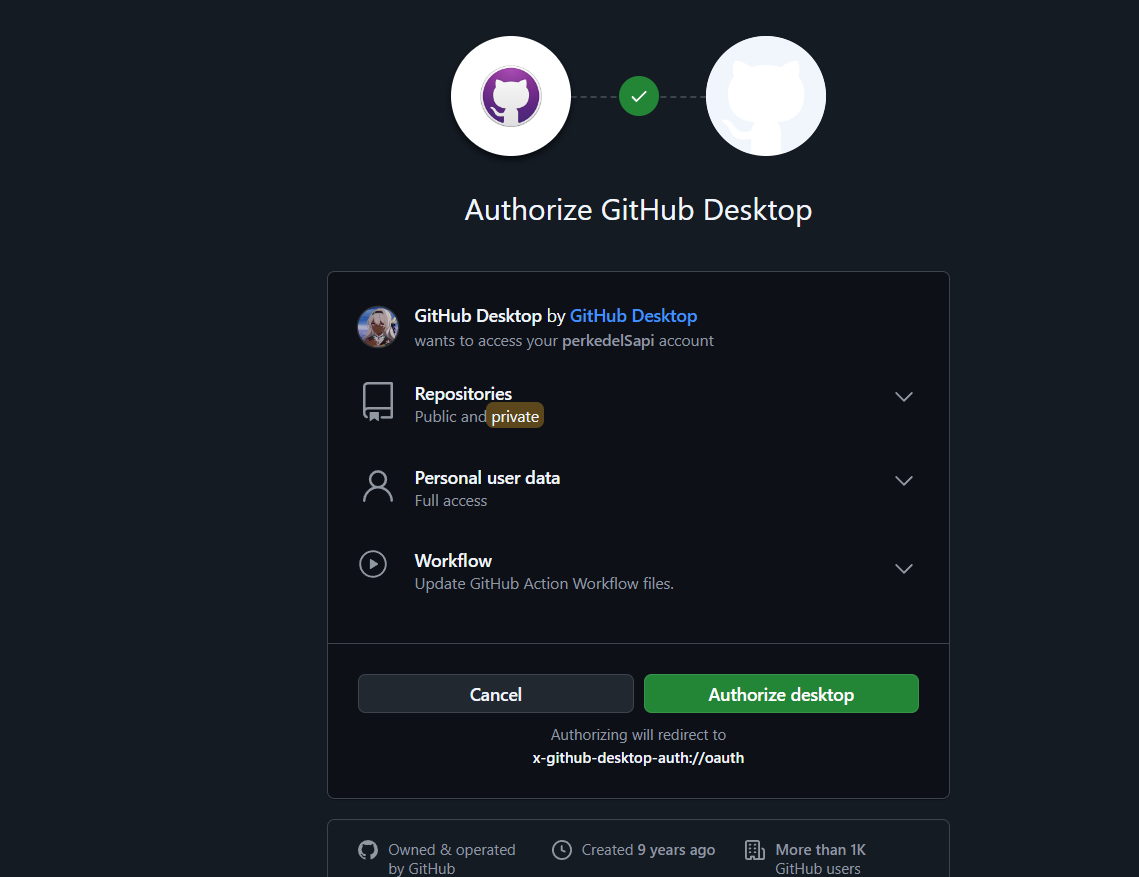 Authorize GitHub Desktop
GitHub Desktop by GitHub Desktop
wants to access your perkedelSapi account
Repositories
Public and private
Personal user data
Full access
Workflow
Update GitHub Action Workflow files.
Cancel
Authorize desktop
Authorizing will redirect to
x-github-desktop-auth://oauth
Owned & operated
by GitHub
Created 9 years ago
More than 1K
GitHub users